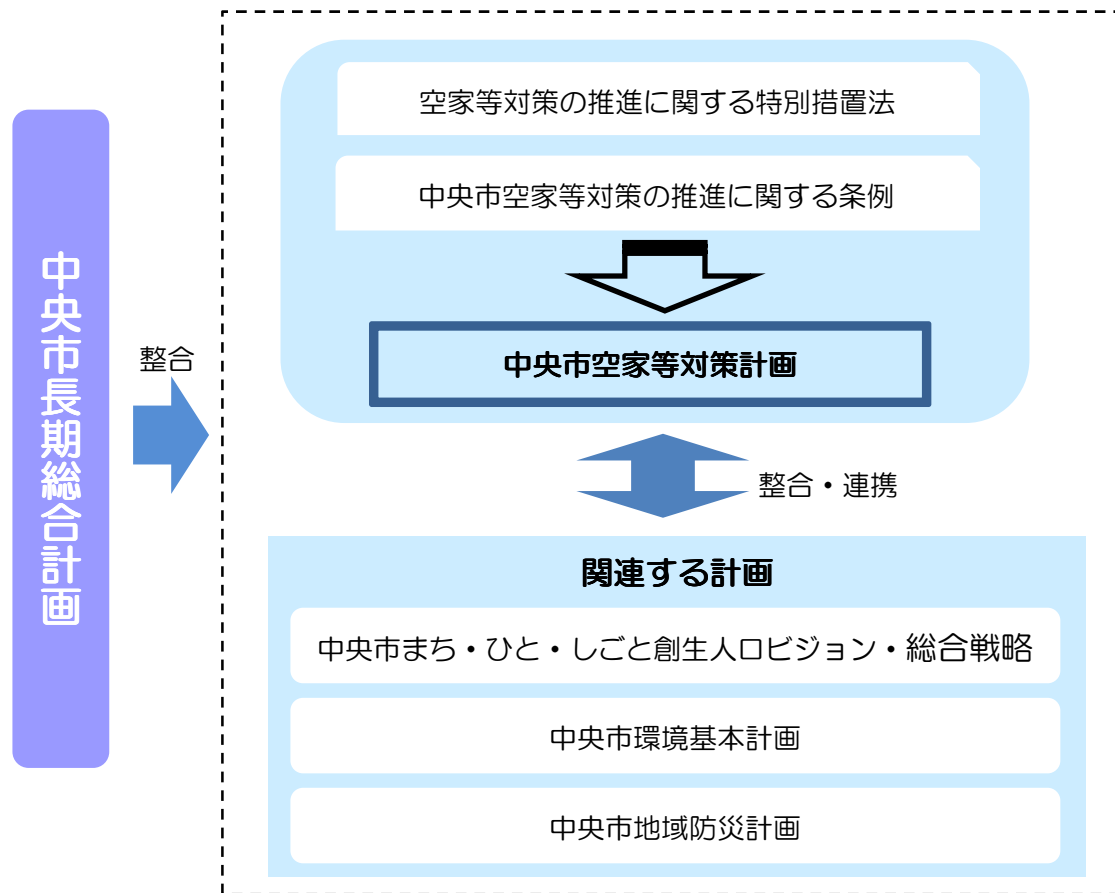 中央市長期総合計画
整合
空家等対策の推進に関する特別措置法
中央市空家等対策の推進に関する条例
中央市空家等対策計画
整合・連携
関連する計画
中央市まち・ひと・しごと創生人口ビジョン・総合戦略
中央市環境基本計画
中央市地域防災計画